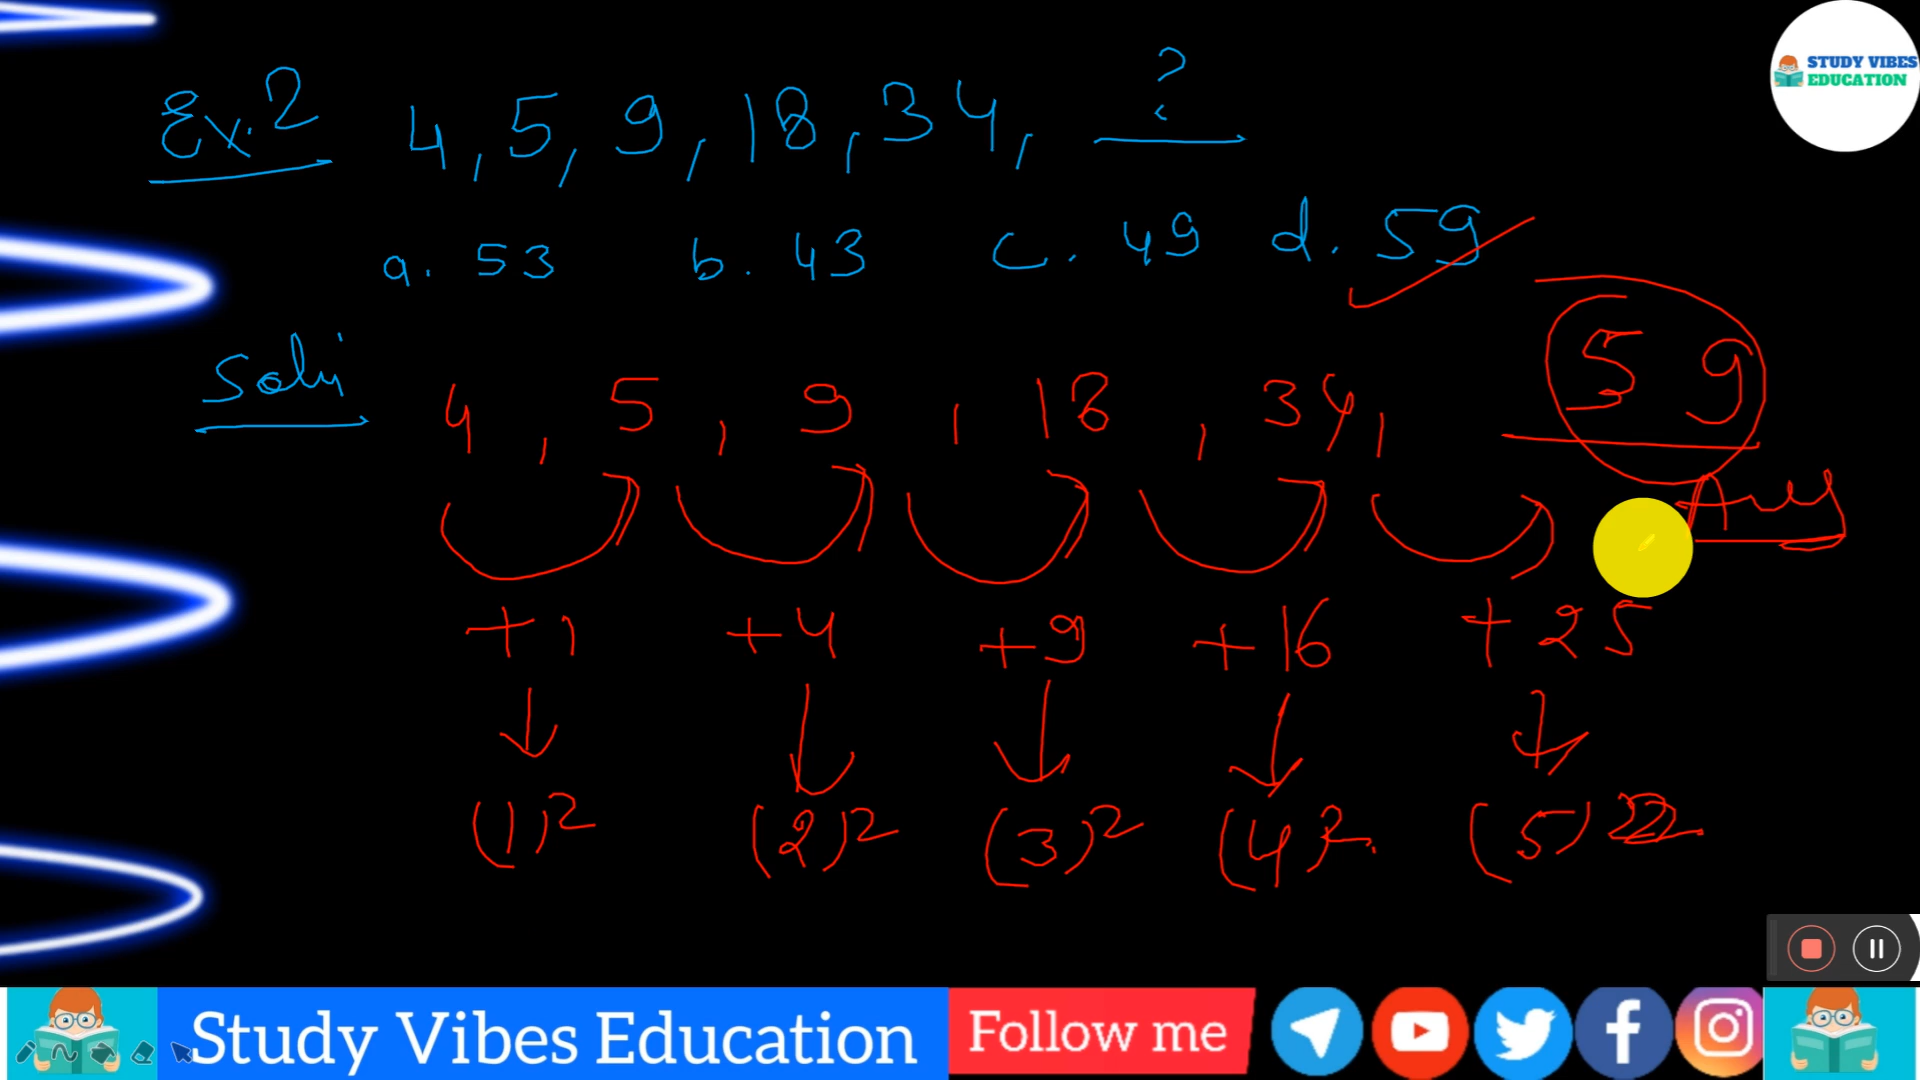 STUDY VIBES
EDUCATION
Ex.2 4, 5, 9, 18, 34, ?
a. 53 b. 43 c. 49 d. 59
Soln 4, 5, 9, 18, 34, 59
Ans
+1 +4 +9 +16 +25
(1)² (2)² (3)² (4)² (5)²
Study Vibes Education Follow me